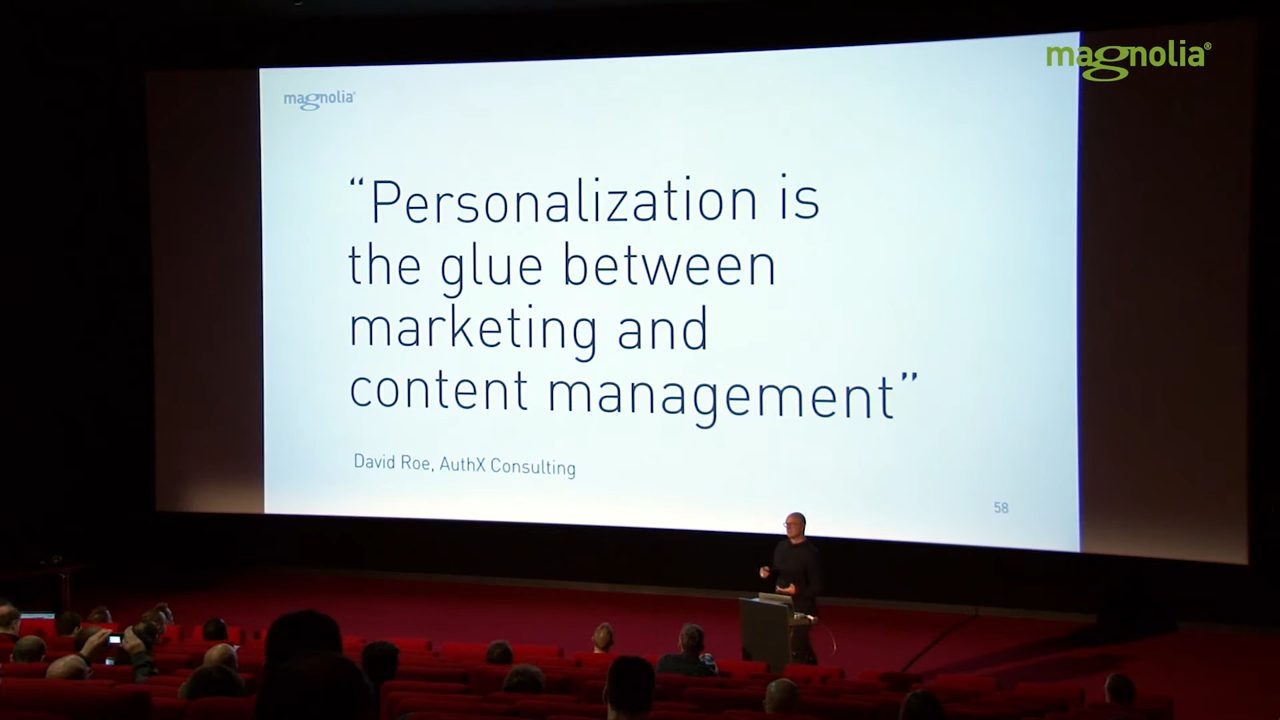 magnolia®
magnolia®
“Personalization is
the glue between
marketing and
content management”
David Roe, AuthX Consulting
58